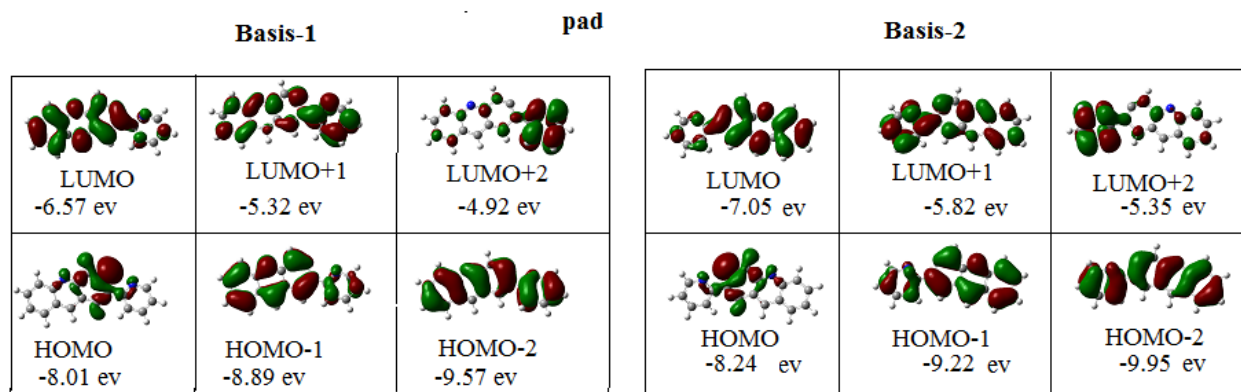 pad
Basis-1
Basis-2
LUMO
-6.57 ev
LUMO+1
-5.32 ev
LUMO+2
-4.92 ev
HOMO
-8.01 ev
HOMO-1
-8.89 ev
HOMO-2
-9.57 ev
LUMO
-7.05 ev
LUMO+1
-5.82 ev
LUMO+2
-5.35 ev
HOMO
-8.24 ev
HOMO-1
-9.22 ev
HOMO-2
-9.95 ev